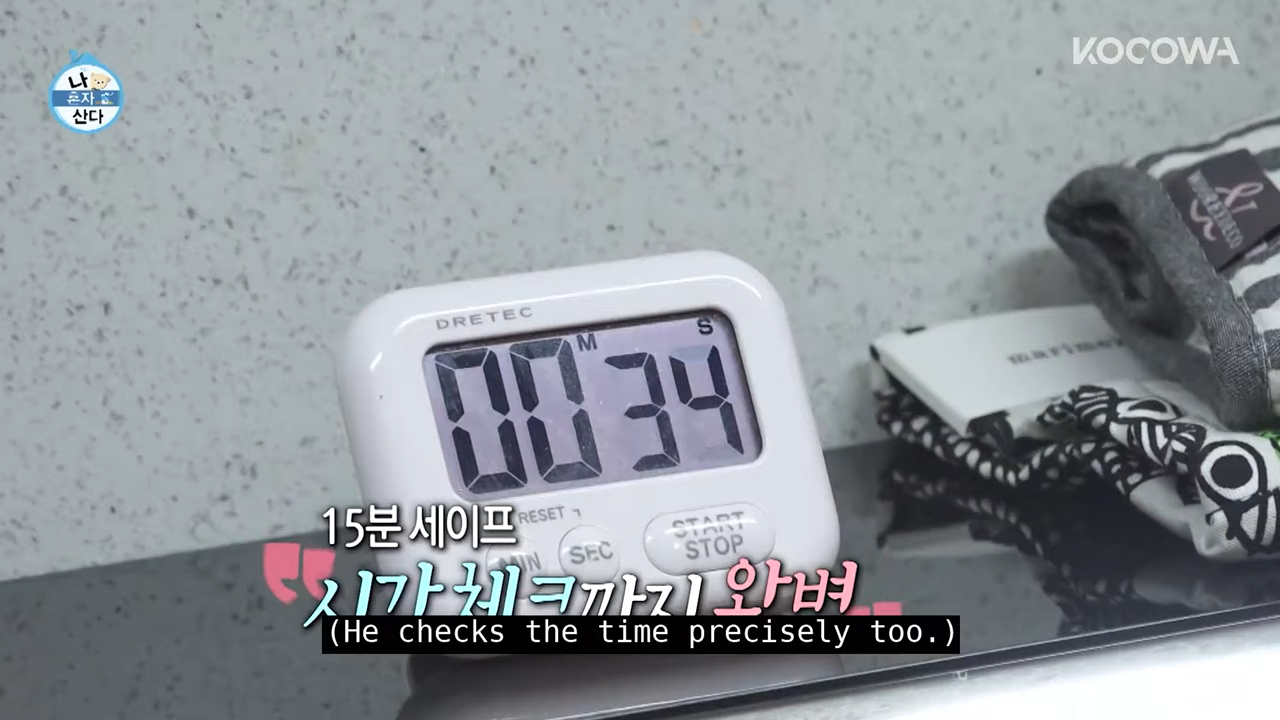 나
혼자
산다
KOCOWA
DRETEC
M
S
00 34
RESET
MIN
SEC
START
STOP
marimek
15분 세이프
시간 체크까지 완벽
(He checks the time precisely too.)